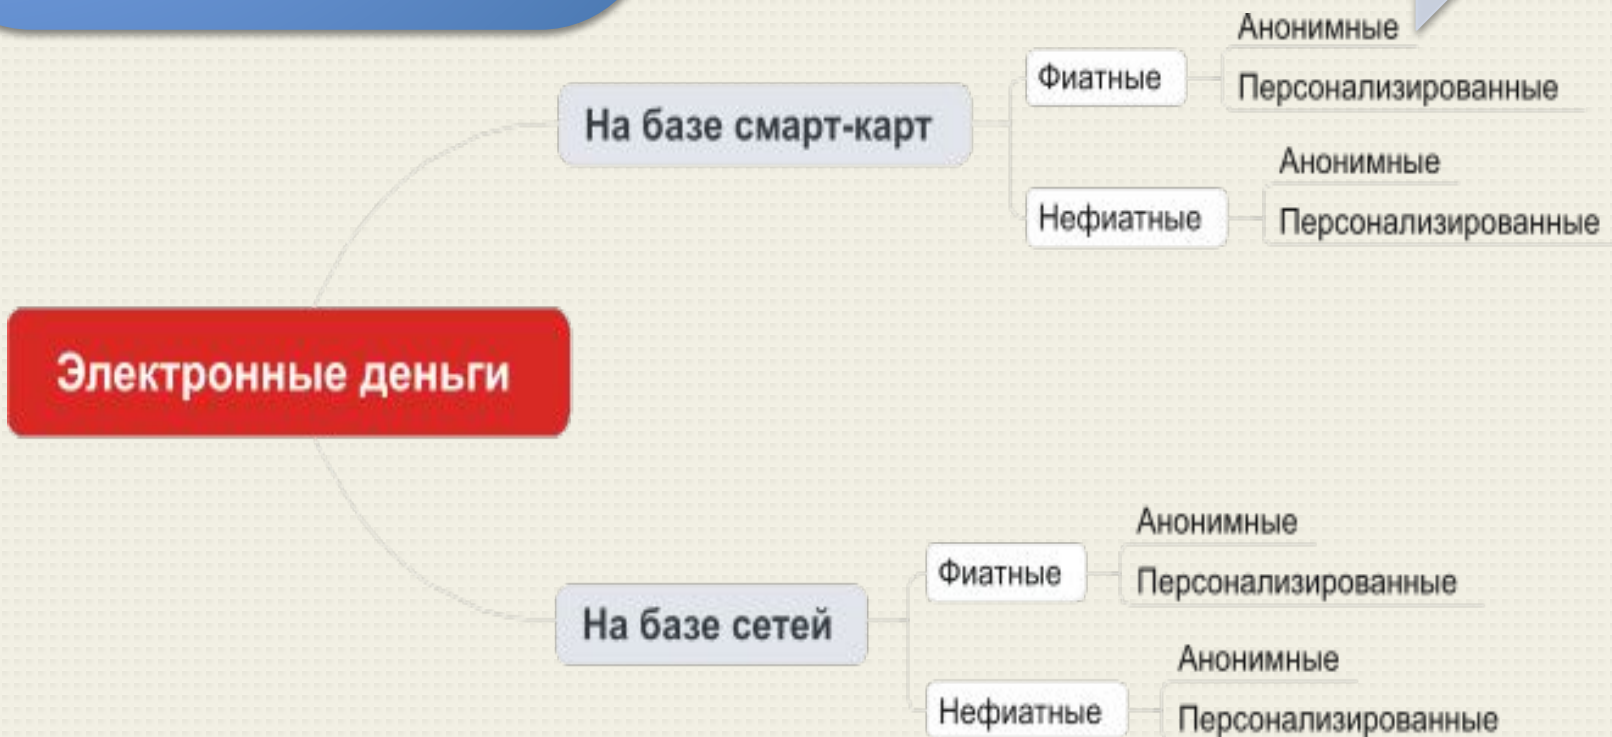 Анонимные
Фиатные
Персонализированные
На базе смарт-карт
Анонимные
Нефиатные
Персонализированные
Электронные деньги
Анонимные
Фиатные
Персонализированные
На базе сетей
Анонимные
Нефиатные
Персонализированные